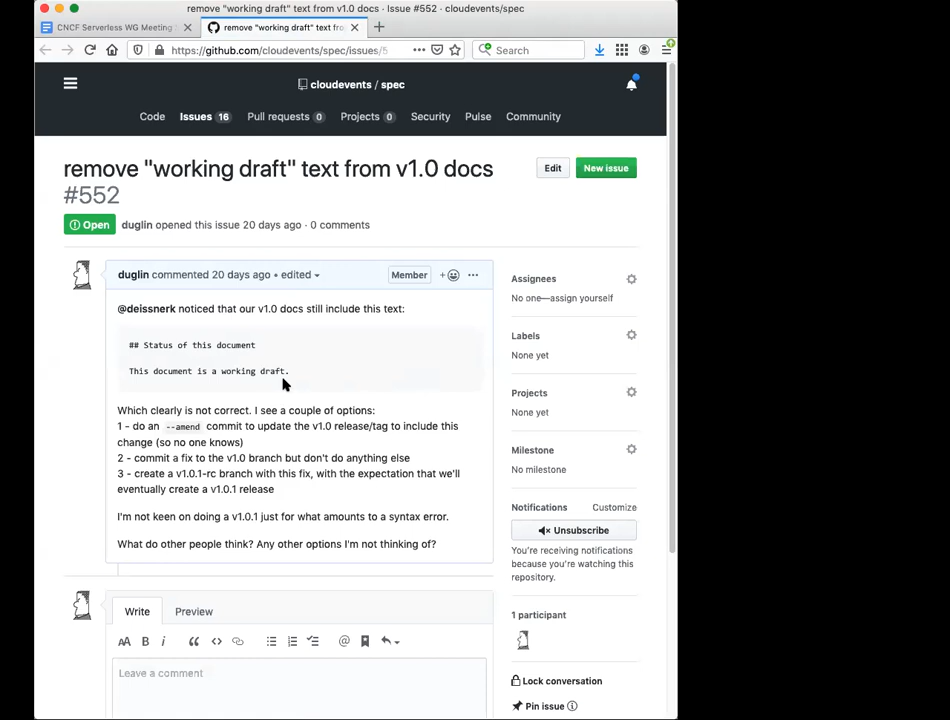 remove "working draft" text from v1.0 docs · Issue #552 · cloudevents/spec
CNCF Serverless WG Meeting
remove "working draft" text fro
https://github.com/cloudevents/spec/issues/5
Search
cloudevents / spec
Code Issues 16 Pull requests 0 Projects 0 Security Pulse Community
remove "working draft" text from v1.0 docs
#552
Edit
New issue
Open
duglin opened this issue 20 days ago · 0 comments
duglin commented 20 days ago • edited
Member
@deissnerk noticed that our v1.0 docs still include this text:
## Status of this document
This document is a working draft.
Which clearly is not correct. I see a couple of options:
1 - do an --amend commit to update the v1.0 release/tag to include this
change (so no one knows)
2 - commit a fix to the v1.0 branch but don't do anything else
3 - create a v1.0.1-rc branch with this fix, with the expectation that we'll
eventually create a v1.0.1 release
I'm not keen on doing a v1.0.1 just for what amounts to a syntax error.
What do other people think? Any other options I'm not thinking of?
Write
Preview
AA B i
Leave a comment
Assignees
No one—assign yourself
Labels
None yet
Projects
None yet
Milestone
No milestone
Notifications
Customize
Unsubscribe
You're receiving notifications
because you're watching this
repository.
1 participant
Lock conversation
Pin issue